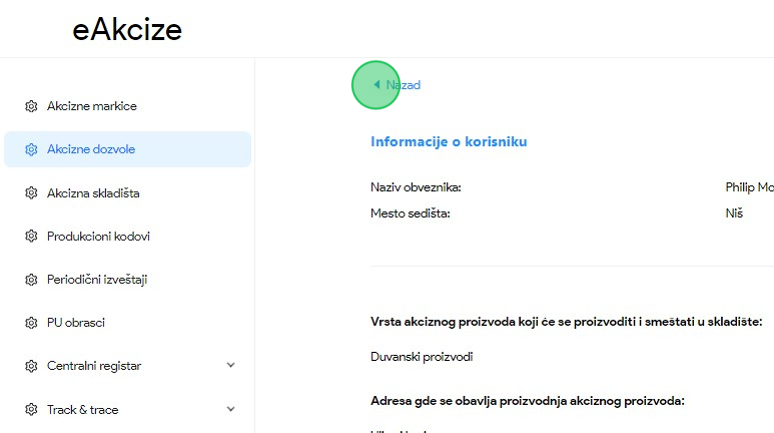 eAkcize
Nazad
Akcizne markice
Akcizne dozvole
Akcizna skladišta
Produkcioni kodovi
Periodični izveštaji
PU obrasci
Centralni registar
Track & trace
Informacije o korisniku
Naziv obveznika: Philip Mo
Mesto sedišta: Niš
Vrsta akciznog proizvoda koji će se proizvoditi i smeštati u skladište:
Duvanski proizvodi
Adresa gde se obavlja proizvodnja akciznog proizvoda: